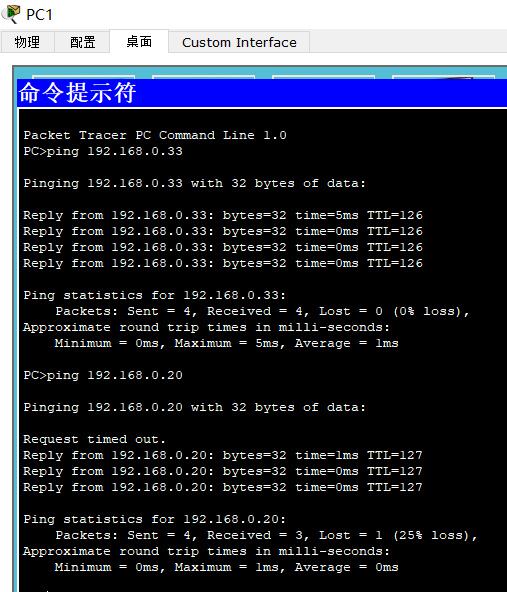 PC1
物理 配置 桌面 Custom Interface
命令提示符
Packet Tracer PC Command Line 1.0
PC>ping 192.168.0.33
Pinging 192.168.0.33 with 32 bytes of data:
Reply from 192.168.0.33: bytes=32 time=5ms TTL=126
Reply from 192.168.0.33: bytes=32 time=0ms TTL=126
Reply from 192.168.0.33: bytes=32 time=0ms TTL=126
Reply from 192.168.0.33: bytes=32 time=0ms TTL=126
Ping statistics for 192.168.0.33:
Packets: Sent = 4, Received = 4, Lost = 0 (0% loss),
Approximate round trip times in milli-seconds:
Minimum = 0ms, Maximum = 5ms, Average = 1ms
PC>ping 192.168.0.20
Pinging 192.168.0.20 with 32 bytes of data:
Request timed out.
Reply from 192.168.0.20: bytes=32 time=1ms TTL=127
Reply from 192.168.0.20: bytes=32 time=0ms TTL=127
Reply from 192.168.0.20: bytes=32 time=0ms TTL=127
Ping statistics for 192.168.0.20:
Packets: Sent = 4, Received = 3, Lost = 1 (25% loss),
Approximate round trip times in milli-seconds:
Minimum = 0ms, Maximum = 1ms, Average = 0ms